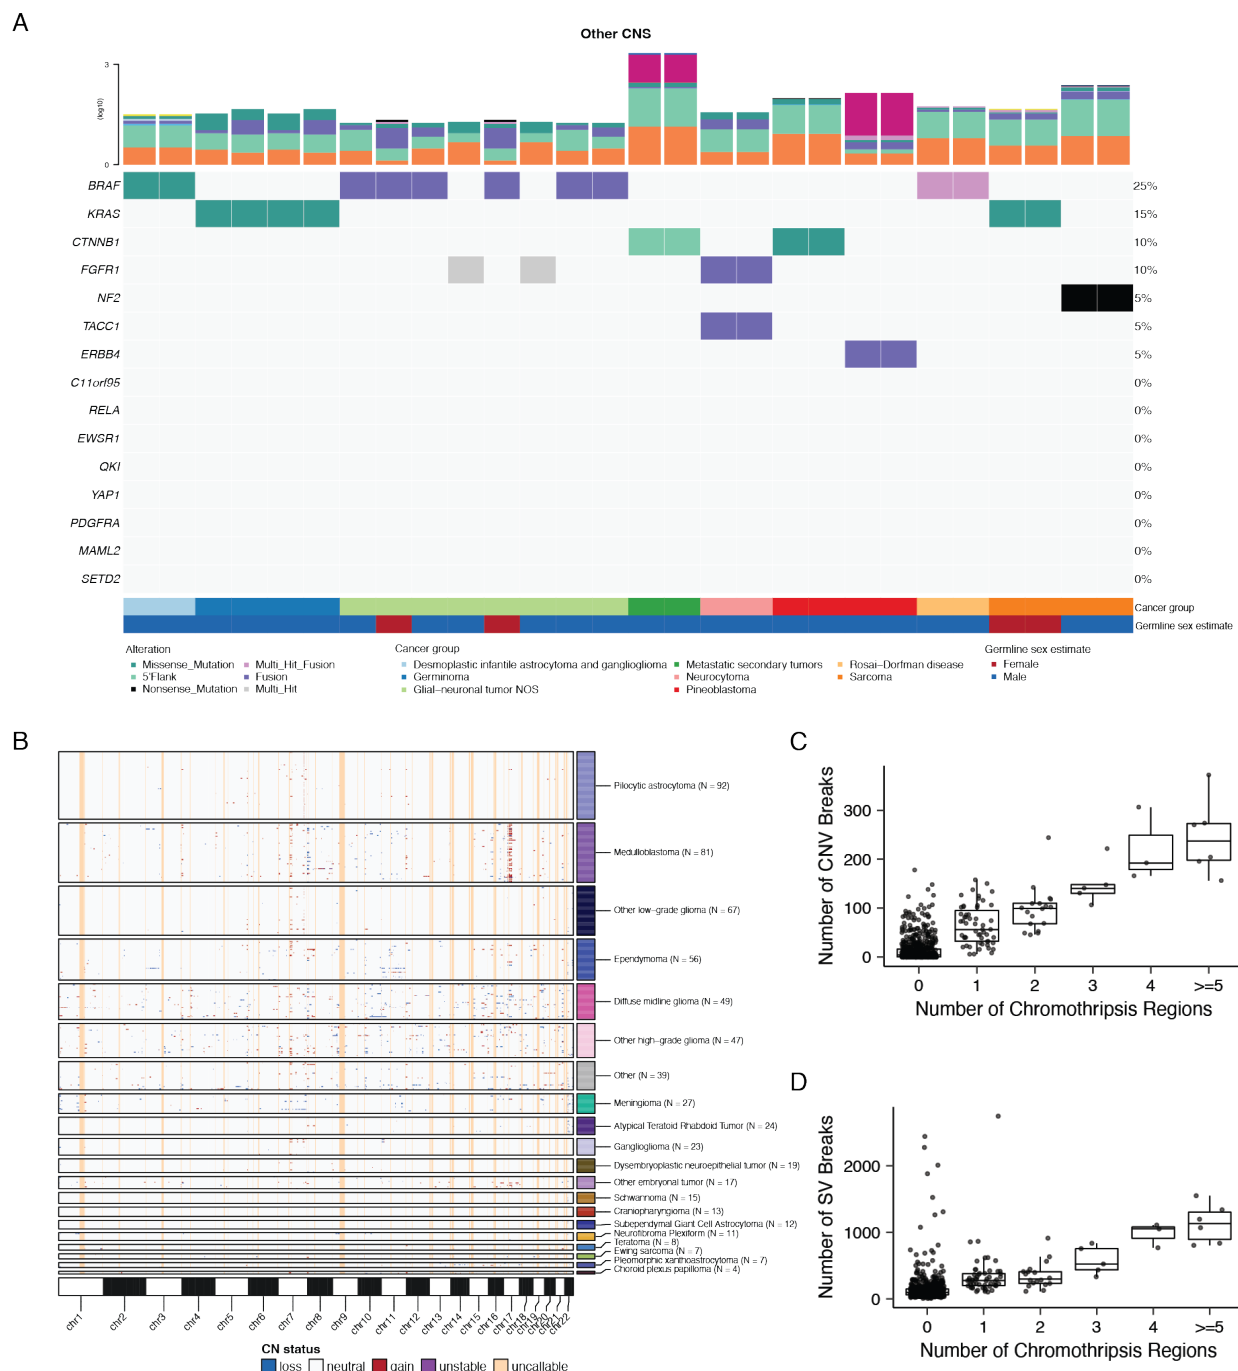 A
Other CNS
3
(log10)
0
BRAF 25%
KRAS 15%
CTNNB1 10%
FGFR1 10%
NF2 5%
TACC1 5%
ERBB4 5%
C11orf95 0%
RELA 0%
EWSR1 0%
QKI 0%
YAP1 0%
PDGFRA 0%
MAML2 0%
SETD2 0%
Cancer group
Germline sex estimate
Alteration
Missense_Mutation
5'Flank
Nonsense_Mutation
Multi_Hit_Fusion
Fusion
Multi_Hit
Cancer group
Desmoplastic infantile astrocytoma and ganglioglioma
Germinoma
Glial–neuronal tumor NOS
Metastatic secondary tumors
Neurocytoma
Pineoblastoma
Rosai–Dorfman disease
Sarcoma
Germline sex estimate
Female
Male
B
Pilocytic astrocytoma (N = 92)
Medulloblastoma (N = 81)
Other low–grade glioma (N = 67)
Ependymoma (N = 56)
Diffuse midline glioma (N = 49)
Other high–grade glioma (N = 47)
Other (N = 39)
Meningioma (N = 27)
Atypical Teratoid Rhabdoid Tumor (N = 24)
Ganglioglioma (N = 23)
Dysembryoplastic neuroepithelial tumor (N = 19)
Other embryonal tumor (N = 17)
Schwannoma (N = 15)
Craniopharyngioma (N = 13)
Subependymal Giant Cell Astrocytoma (N = 12)
Neurofibroma Plexiform (N = 11)
Teratoma (N = 8)
Ewing sarcoma (N = 7)
Pleomorphic xanthoastrocytoma (N = 7)
Choroid plexus papilloma (N = 4)
chr1 chr2 chr3 chr4 chr5 chr6 chr7 chr8 chr9 chr10 chr11 chr12 chr13 chr14 chr15 chr16 chr17 chr18 chr19 chr20 chr21 chr22
CN status
loss neutral gain unstable uncallable
C
Number of CNV Breaks
300
200
100
0
0 1 2 3 4 >=5
Number of Chromothripsis Regions
D
Number of SV Breaks
2000
1000
0
0 1 2 3 4 >=5
Number of Chromothripsis Regions